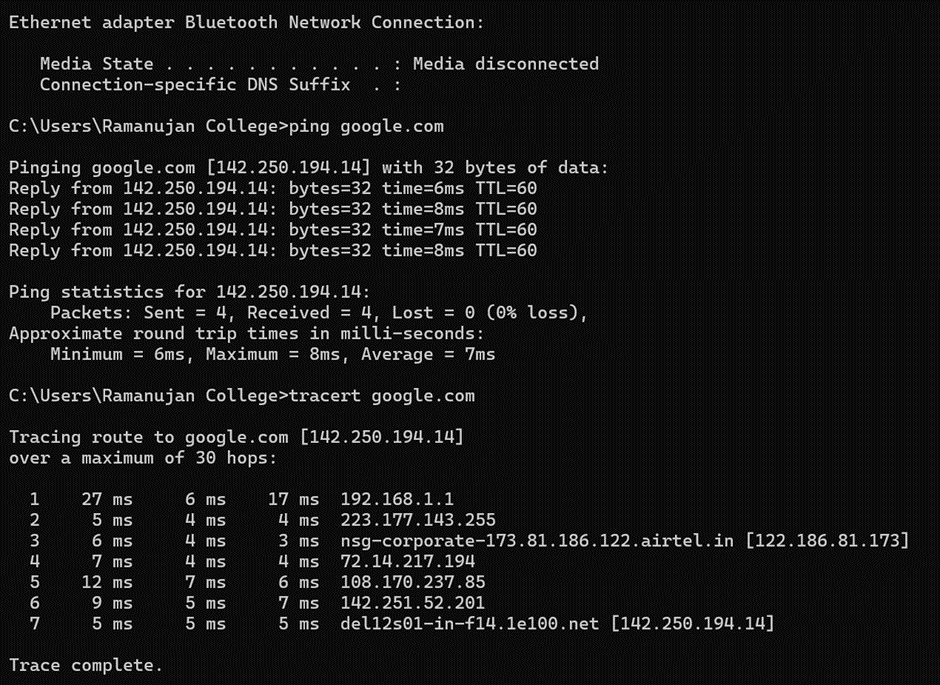 Ethernet adapter Bluetooth Network Connection:
Media State . . . . . . . . . . . : Media disconnected
Connection-specific DNS Suffix  . :
C:\Users\Ramanujan College>ping google.com
Pinging google.com [142.250.194.14] with 32 bytes of data:
Reply from 142.250.194.14: bytes=32 time=6ms TTL=60
Reply from 142.250.194.14: bytes=32 time=8ms TTL=60
Reply from 142.250.194.14: bytes=32 time=7ms TTL=60
Reply from 142.250.194.14: bytes=32 time=8ms TTL=60
Ping statistics for 142.250.194.14:
Packets: Sent = 4, Received = 4, Lost = 0 (0% loss),
Approximate round trip times in milli-seconds:
Minimum = 6ms, Maximum = 8ms, Average = 7ms
C:\Users\Ramanujan College>tracert google.com
Tracing route to google.com [142.250.194.14]
over a maximum of 30 hops:
1    27 ms     6 ms    17 ms  192.168.1.1
2     5 ms     4 ms     4 ms  223.177.143.255
3     6 ms     4 ms     3 ms  nsg-corporate-173.81.186.122.airtel.in [122.186.81.173]
4     7 ms     4 ms     4 ms  72.14.217.194
5    12 ms     7 ms     6 ms  108.170.237.85
6     9 ms     5 ms     7 ms  142.251.52.201
7     5 ms     5 ms     5 ms  del12s01-in-f14.1e100.net [142.250.194.14]
Trace complete.